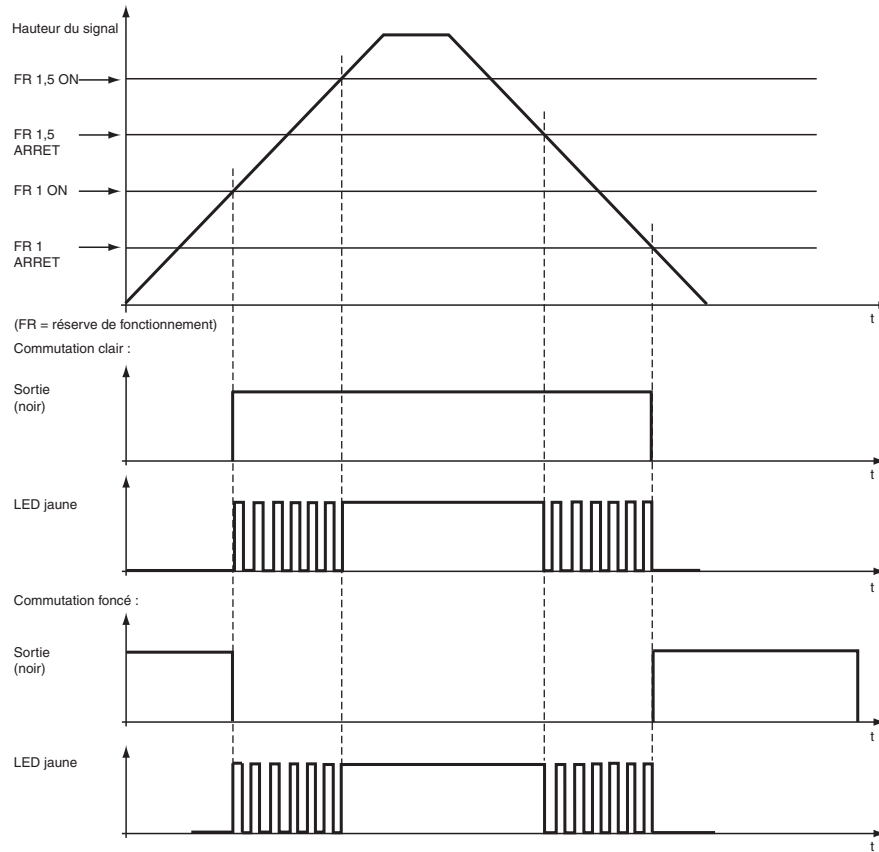 Hauteur du signal
FR 1,5 ON
FR 1,5
ARRET
FR 1 ON
FR 1
ARRET
t
(FR = réserve de fonctionnement)
Commutation clair :
Sortie
(noir)
t
LED jaune
t
Commutation foncé :
Sortie
(noir)
t
LED jaune
t